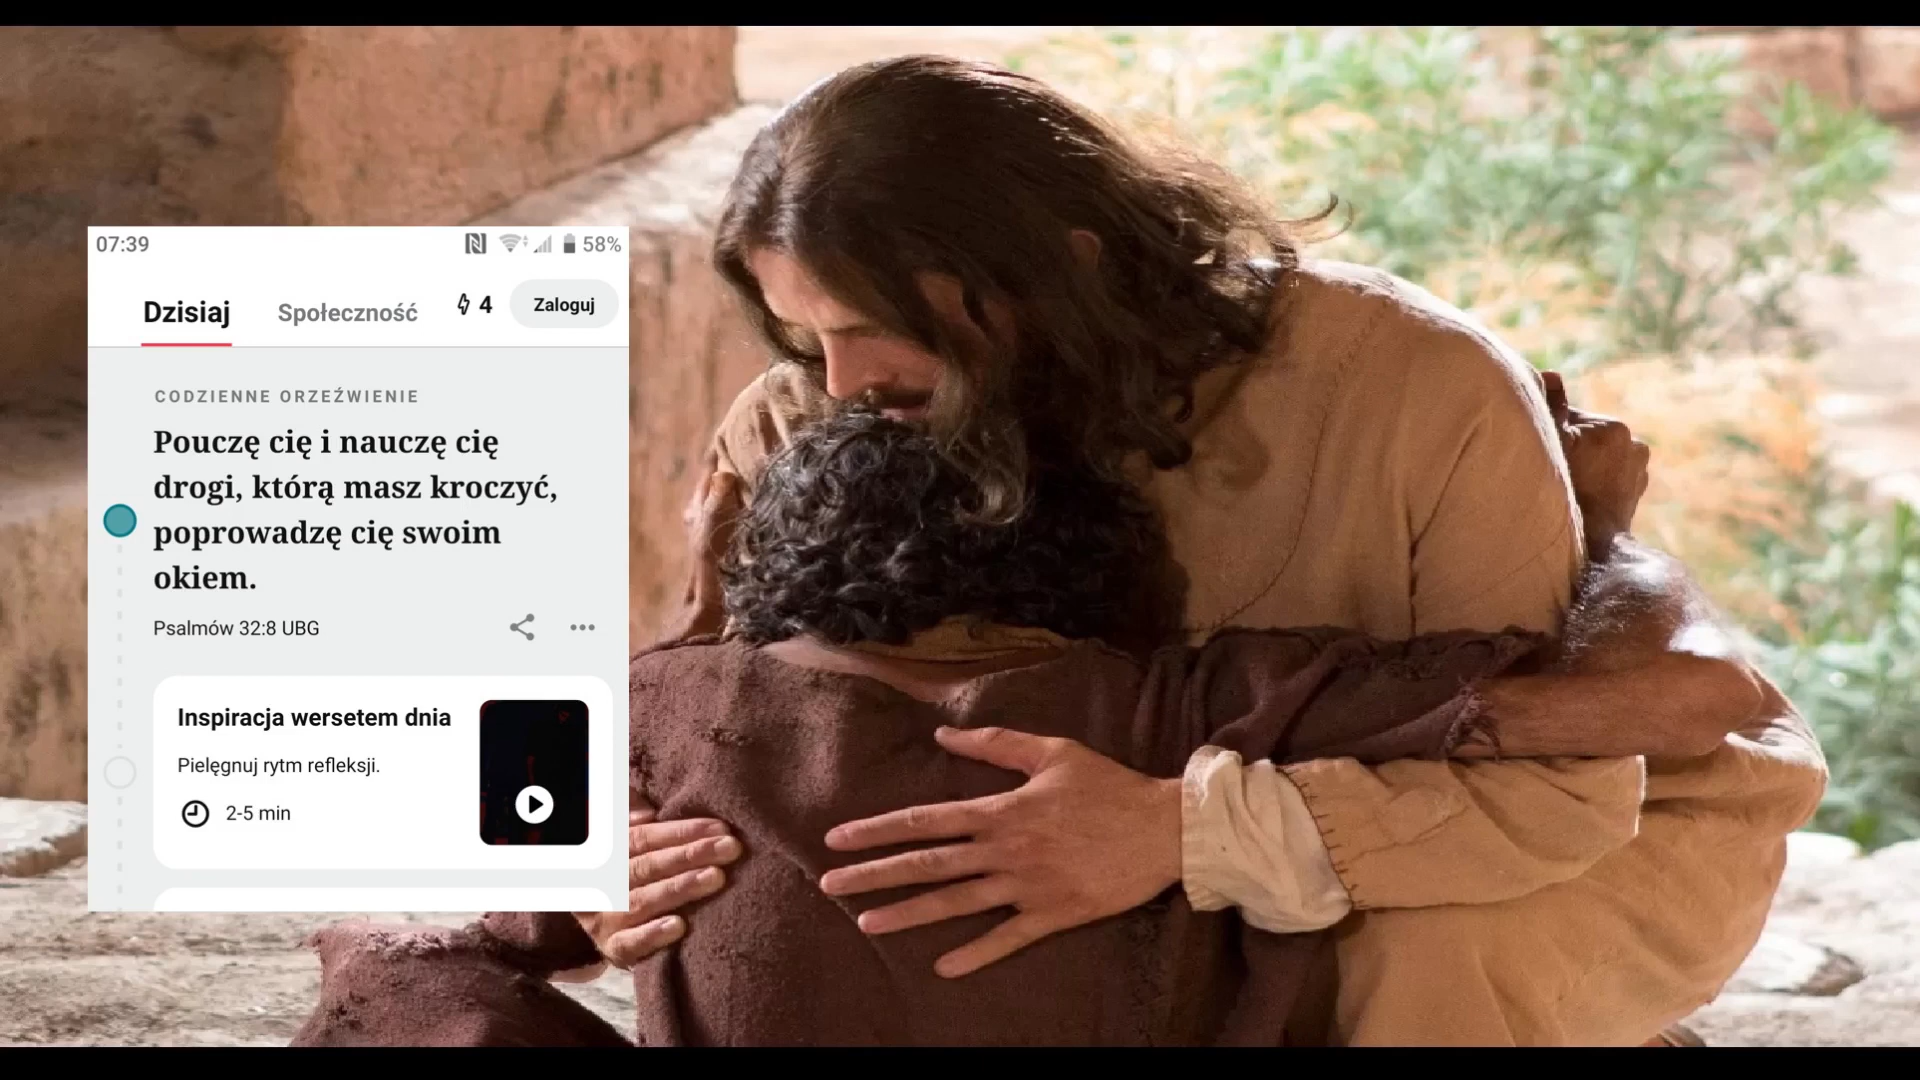 07:39 58%
Dzisiaj Społeczność 4 Zaloguj
CODZIENNE ORZEŹWIENIE
Pouczę cię i nauczę cię
drogi, którą masz kroczyć,
poprowadzę cię swoim
okiem.
Psalmów 32:8 UBG
Inspiracja wersetem dnia
Pielęgnuj rytm refleksji.
2-5 min